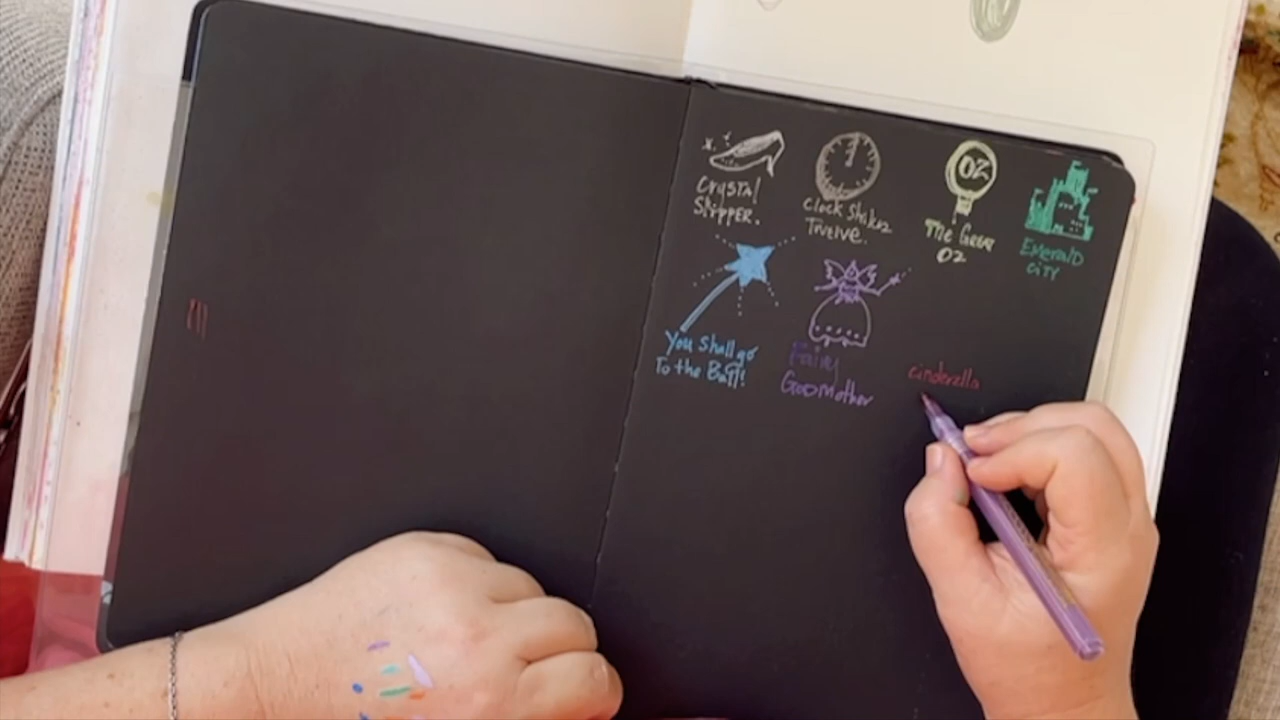 Crystal
Slipper.
Clock Strikes
Twelve.
OZ
The Great
OZ
Emerald
City
You Shall go
To the Ball!
Fairy
Godmother
cinderella